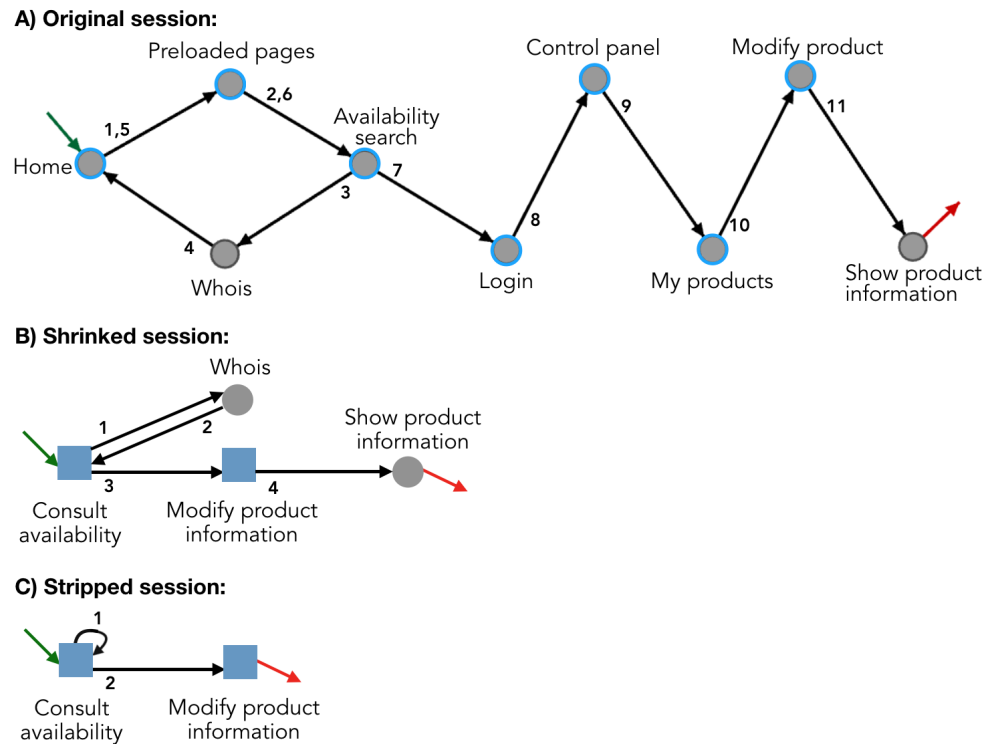 A) Original session:
Preloaded pages
Control panel
Modify product
2,6
9
11
Availability
search
1,5
7
Home
3
4
8
10
Whois
Login
My products
Show product
information
B) Shrinked session:
Whois
Show product
information
1
2
3
4
Consult
availability
Modify product
information
C) Stripped session:
1
2
Consult
availability
Modify product
information